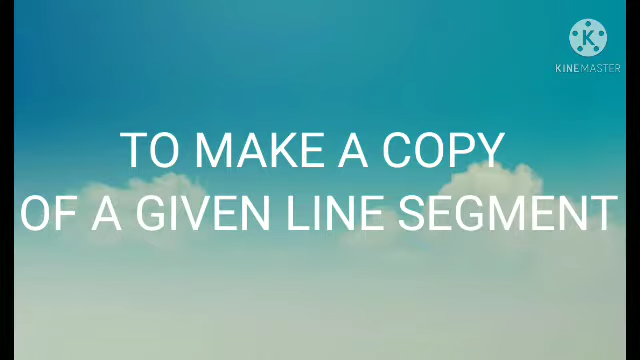 K
KINEMASTER
TO MAKE A COPY
OF A GIVEN LINE SEGMENT